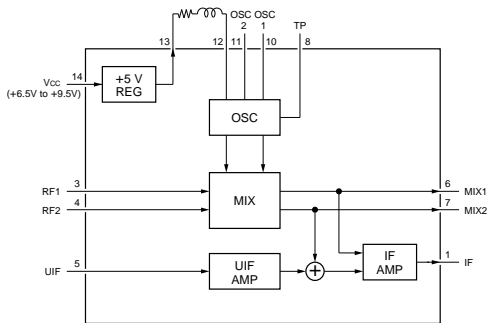 OSC OSC TP
2 1
13 12 11 10 8
14
Vcc
(+6.5V to +9.5V)
+5 V
REG
OSC
3
RF1
4
RF2
MIX
6
MIX1
7
MIX2
5
UIF
UIF
AMP
+
IF
AMP
1
IF